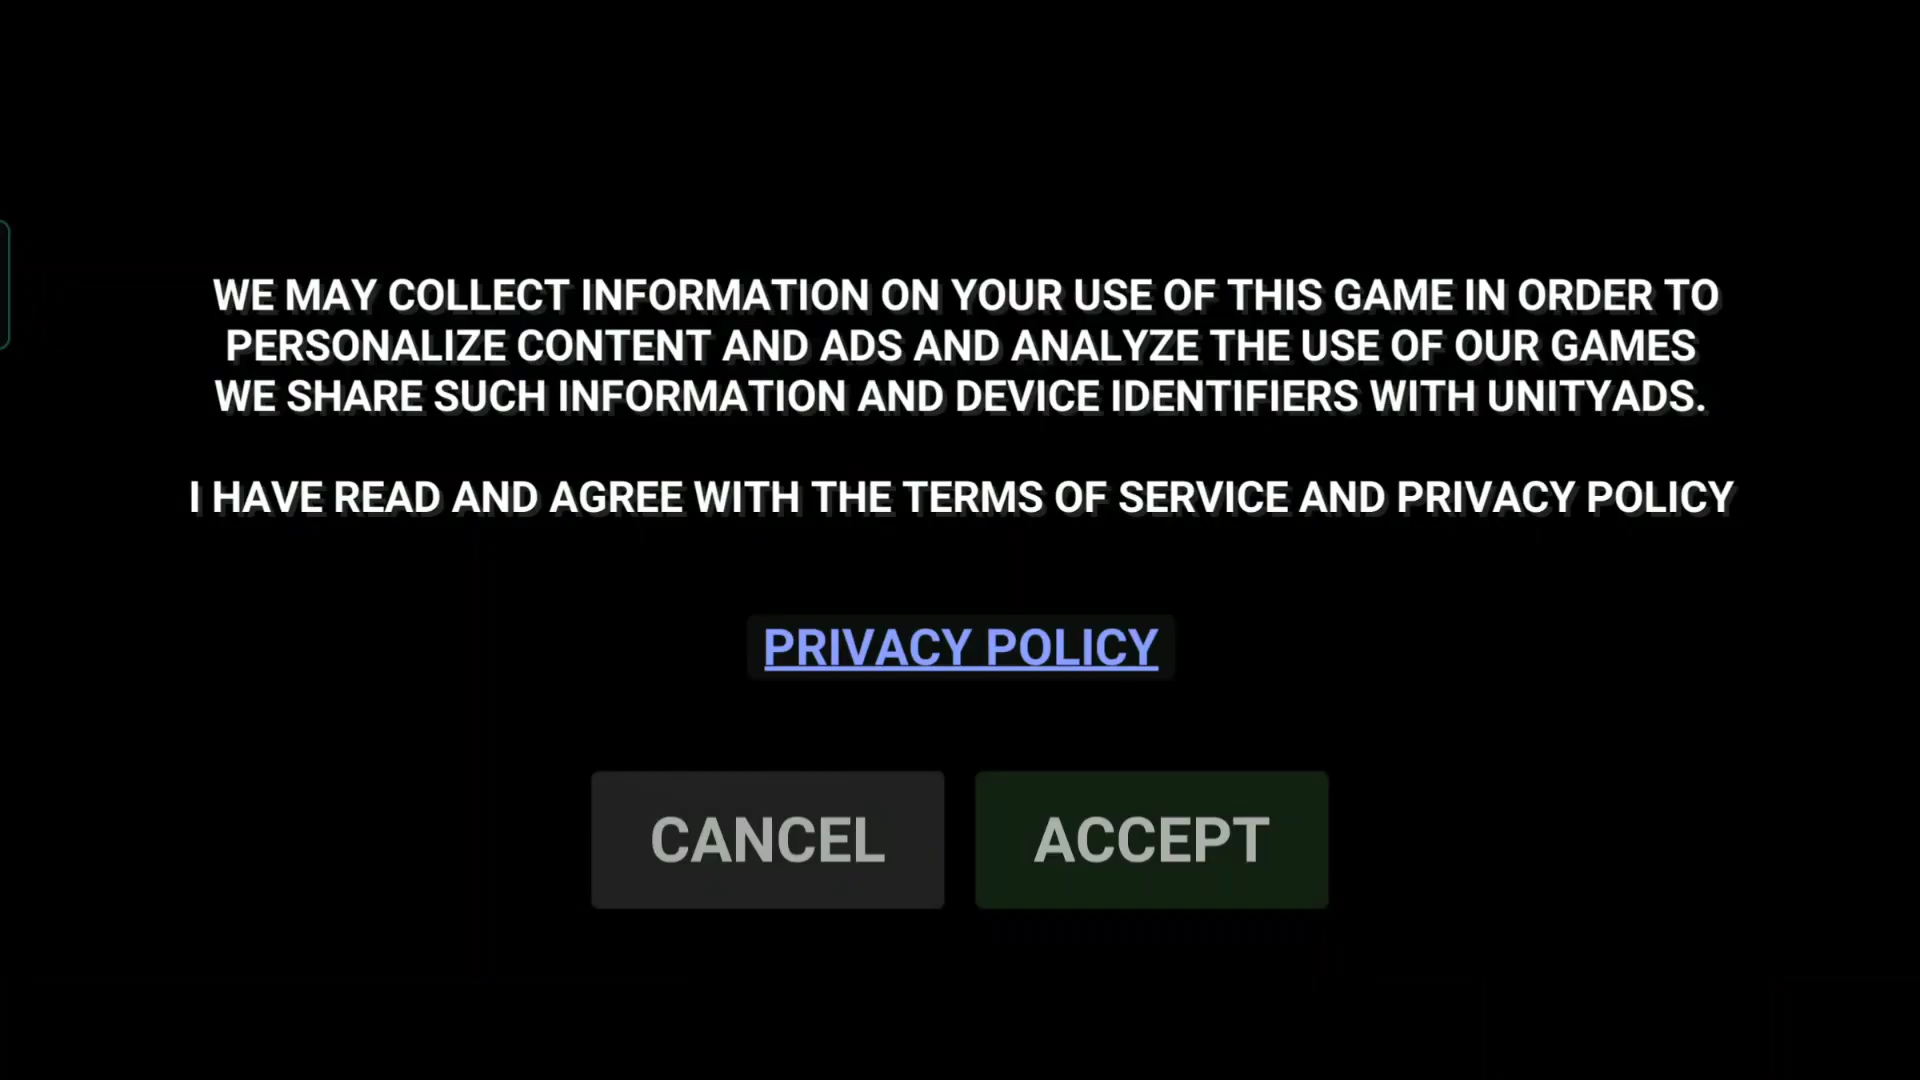 WE MAY COLLECT INFORMATION ON YOUR USE OF THIS GAME IN ORDER TO
PERSONALIZE CONTENT AND ADS AND ANALYZE THE USE OF OUR GAMES
WE SHARE SUCH INFORMATION AND DEVICE IDENTIFIERS WITH UNITYADS.
I HAVE READ AND AGREE WITH THE TERMS OF SERVICE AND PRIVACY POLICY
PRIVACY POLICY
CANCEL
ACCEPT